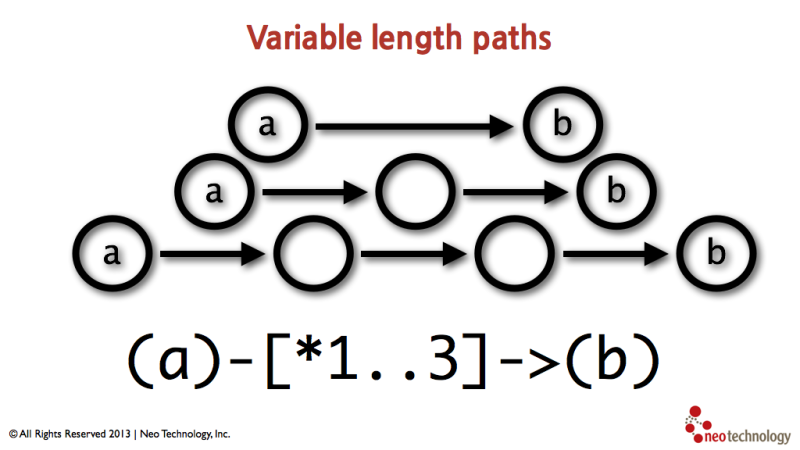 Variable length paths
a b
a b
a b
(a)-[*1..3]->(b)
© All Rights Reserved 2013 | Neo Technology, Inc.
neotechnology